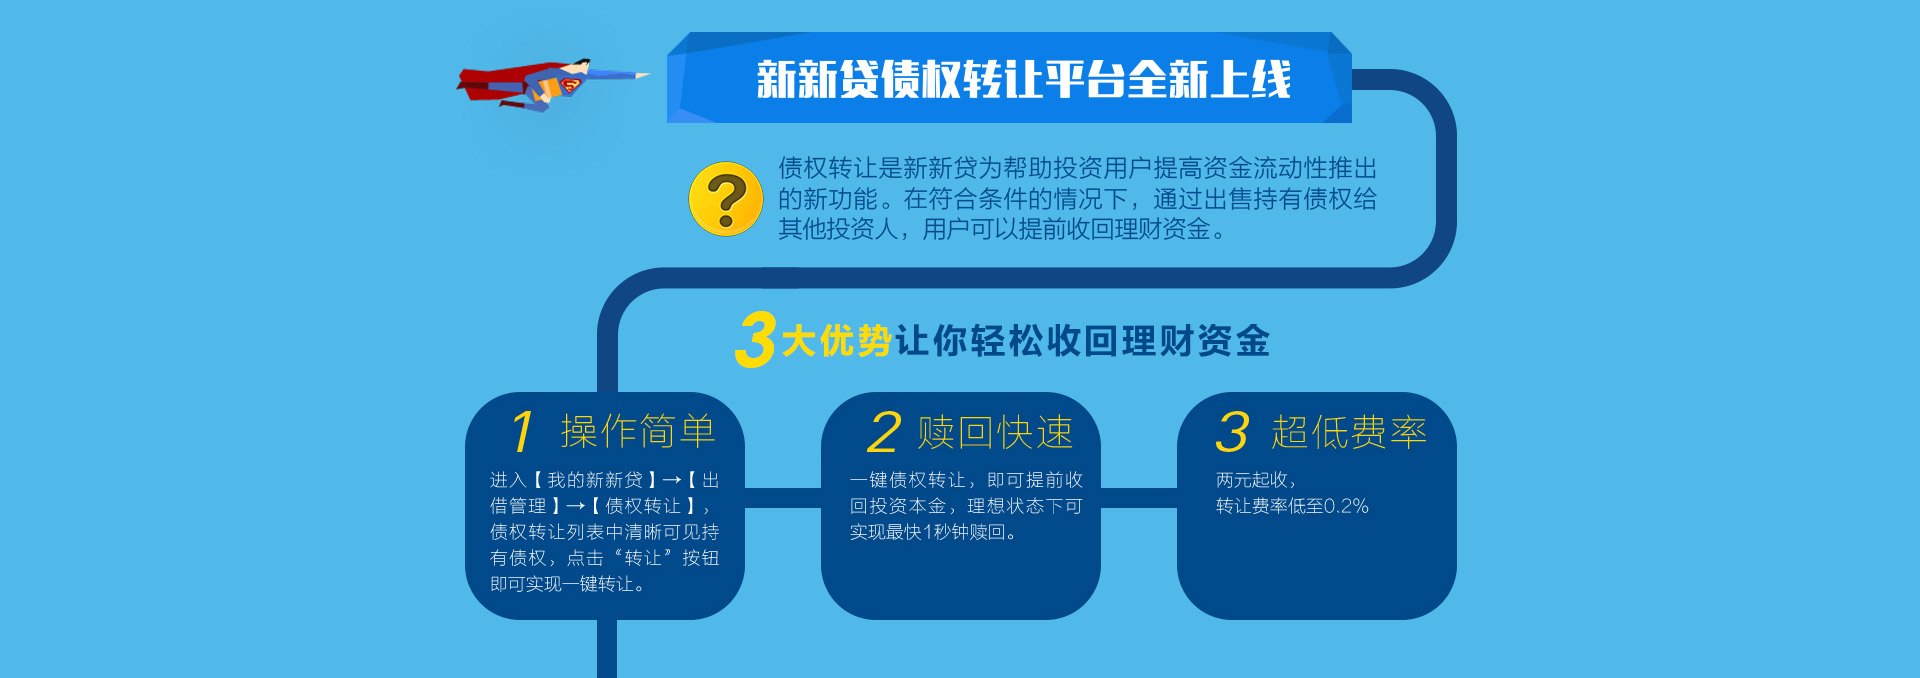 新新贷债权转让平台全新上线
S
?
债权转让是新新贷为帮助投资用户提高资金流动性推出
的新功能。在符合条件的情况下，通过出售持有债权给
其他投资人，用户可以提前收回理财资金。
3大优势让你轻松收回理财资金
1 操作简单
进入【我的新新贷】→【出
借管理】→【债权转让】，
债权转让列表中清晰可见持
有债权，点击“转让”按钮
即可实现一键转让。
2 赎回快速
一键债权转让，即可提前收
回投资本金，理想状态下可
实现最快1秒钟赎回。
3 超低费率
两元起收，
转让费率低至0.2%